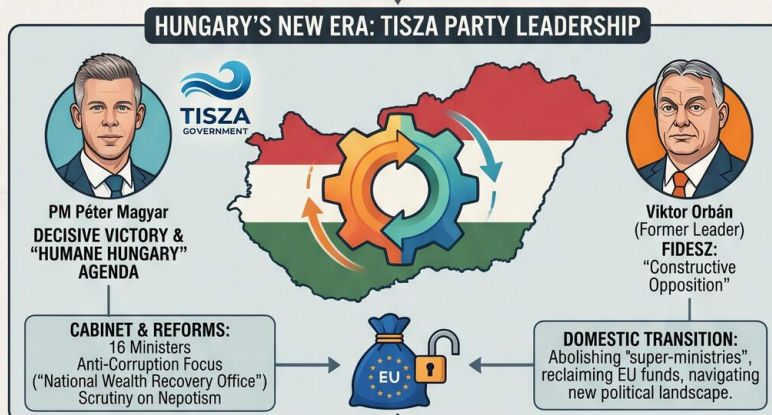 HUNGARY'S NEW ERA: TISZA PARTY LEADERSHIP
TISZA
GOVERNMENT
PM Péter Magyar
DECISIVE VICTORY &
"HUMANE HUNGARY"
AGENDA
Viktor Orbán
(Former Leader)
FIDESZ:
"Constructive
Opposition"
CABINET & REFORMS:
16 Ministers
Anti-Corruption Focus
("National Wealth Recovery Office")
Scrutiny on Nepotism
EU
DOMESTIC TRANSITION:
Abolishing "super-ministries",
reclaiming EU funds, navigating
new political landscape.